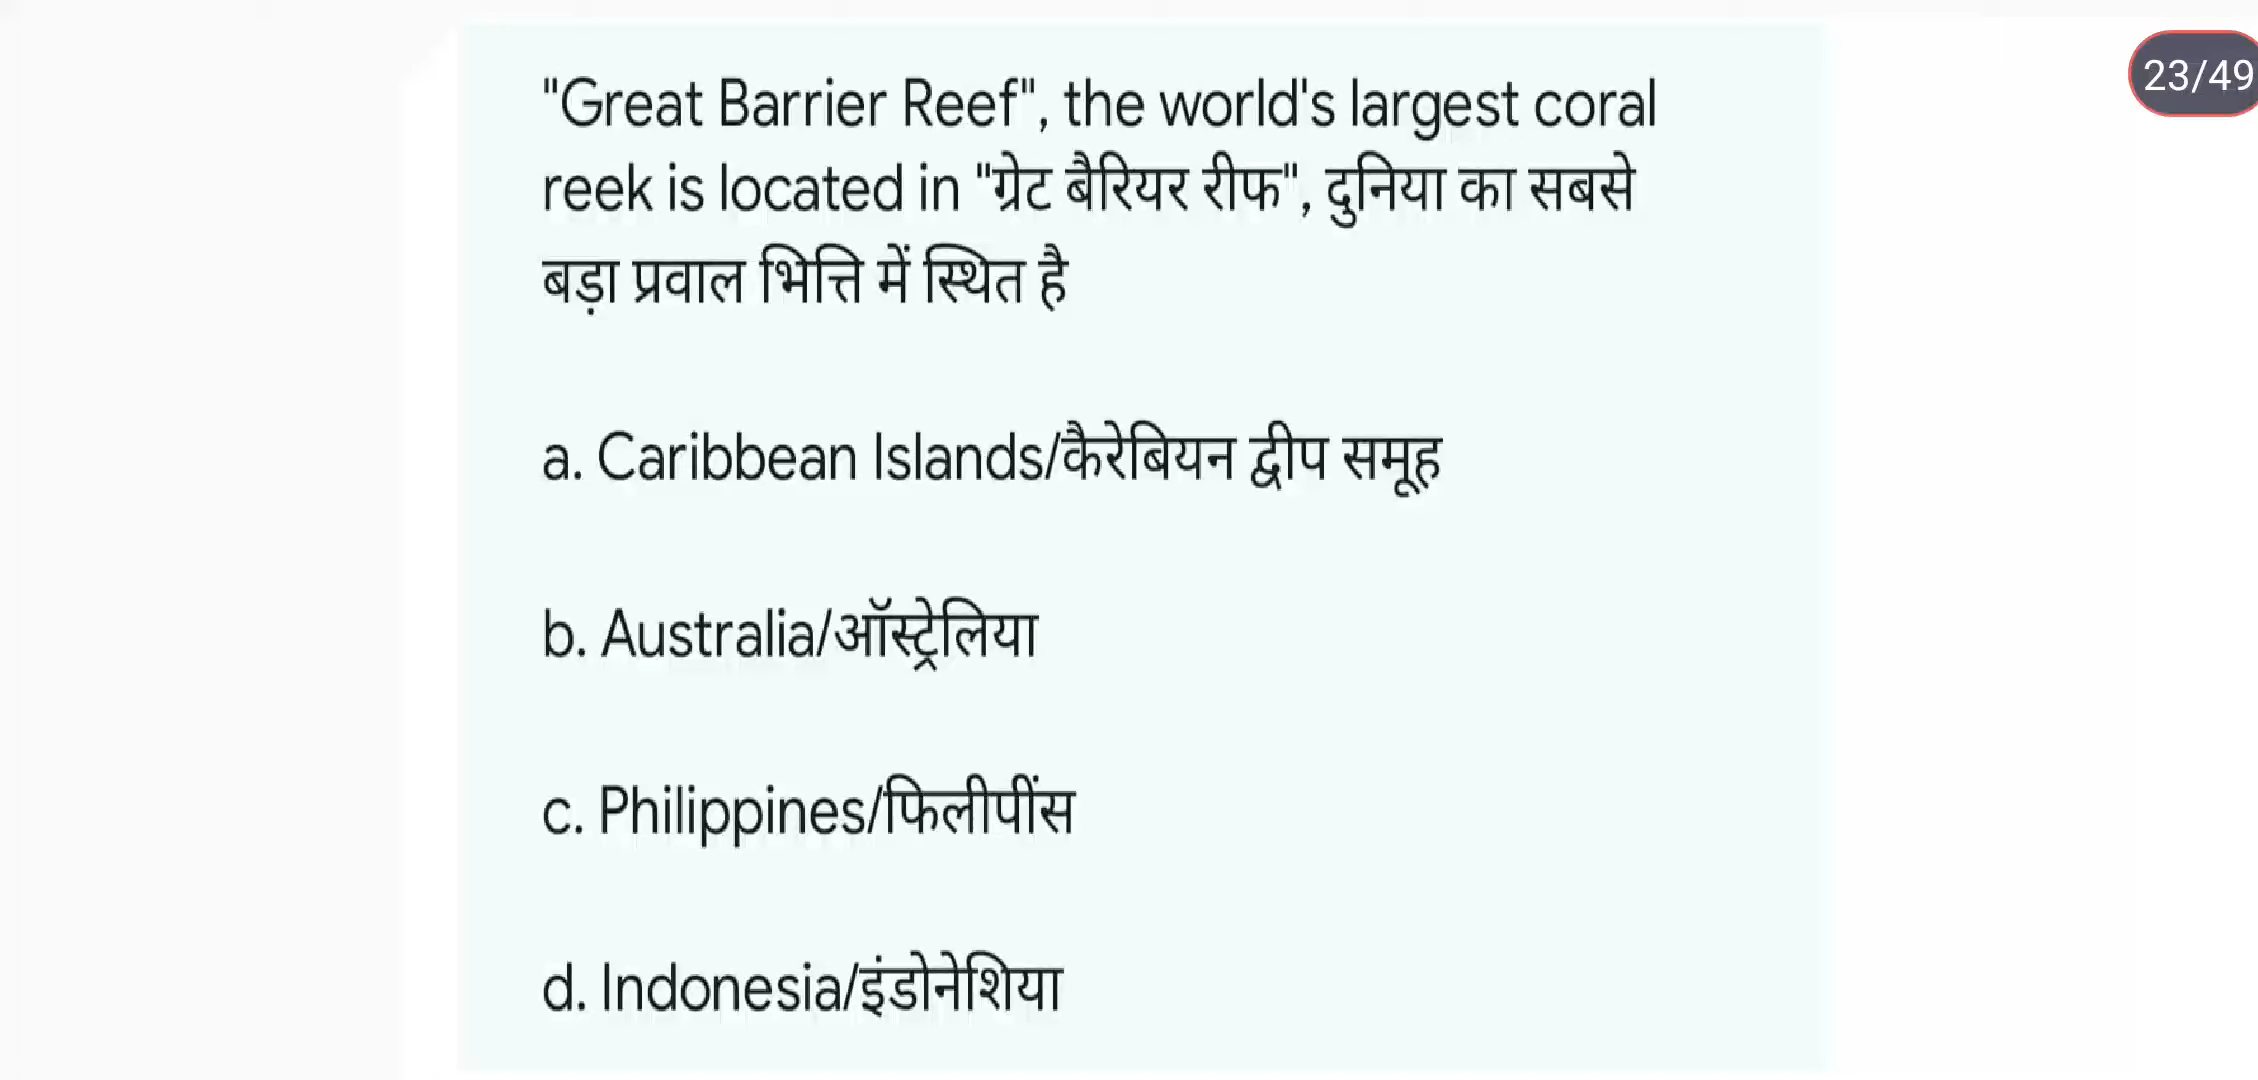 "Great Barrier Reef", the world's largest coral
reek is located in "ग्रेट बैरियर रीफ", दुनिया का सबसे
बड़ा प्रवाल भित्ति में स्थित है
a. Caribbean Islands/कैरेबियन द्वीप समूह
b. Australia/ऑस्ट्रेलिया
c. Philippines/फिलीपींस
d. Indonesia/इंडोनेशिया
23/49